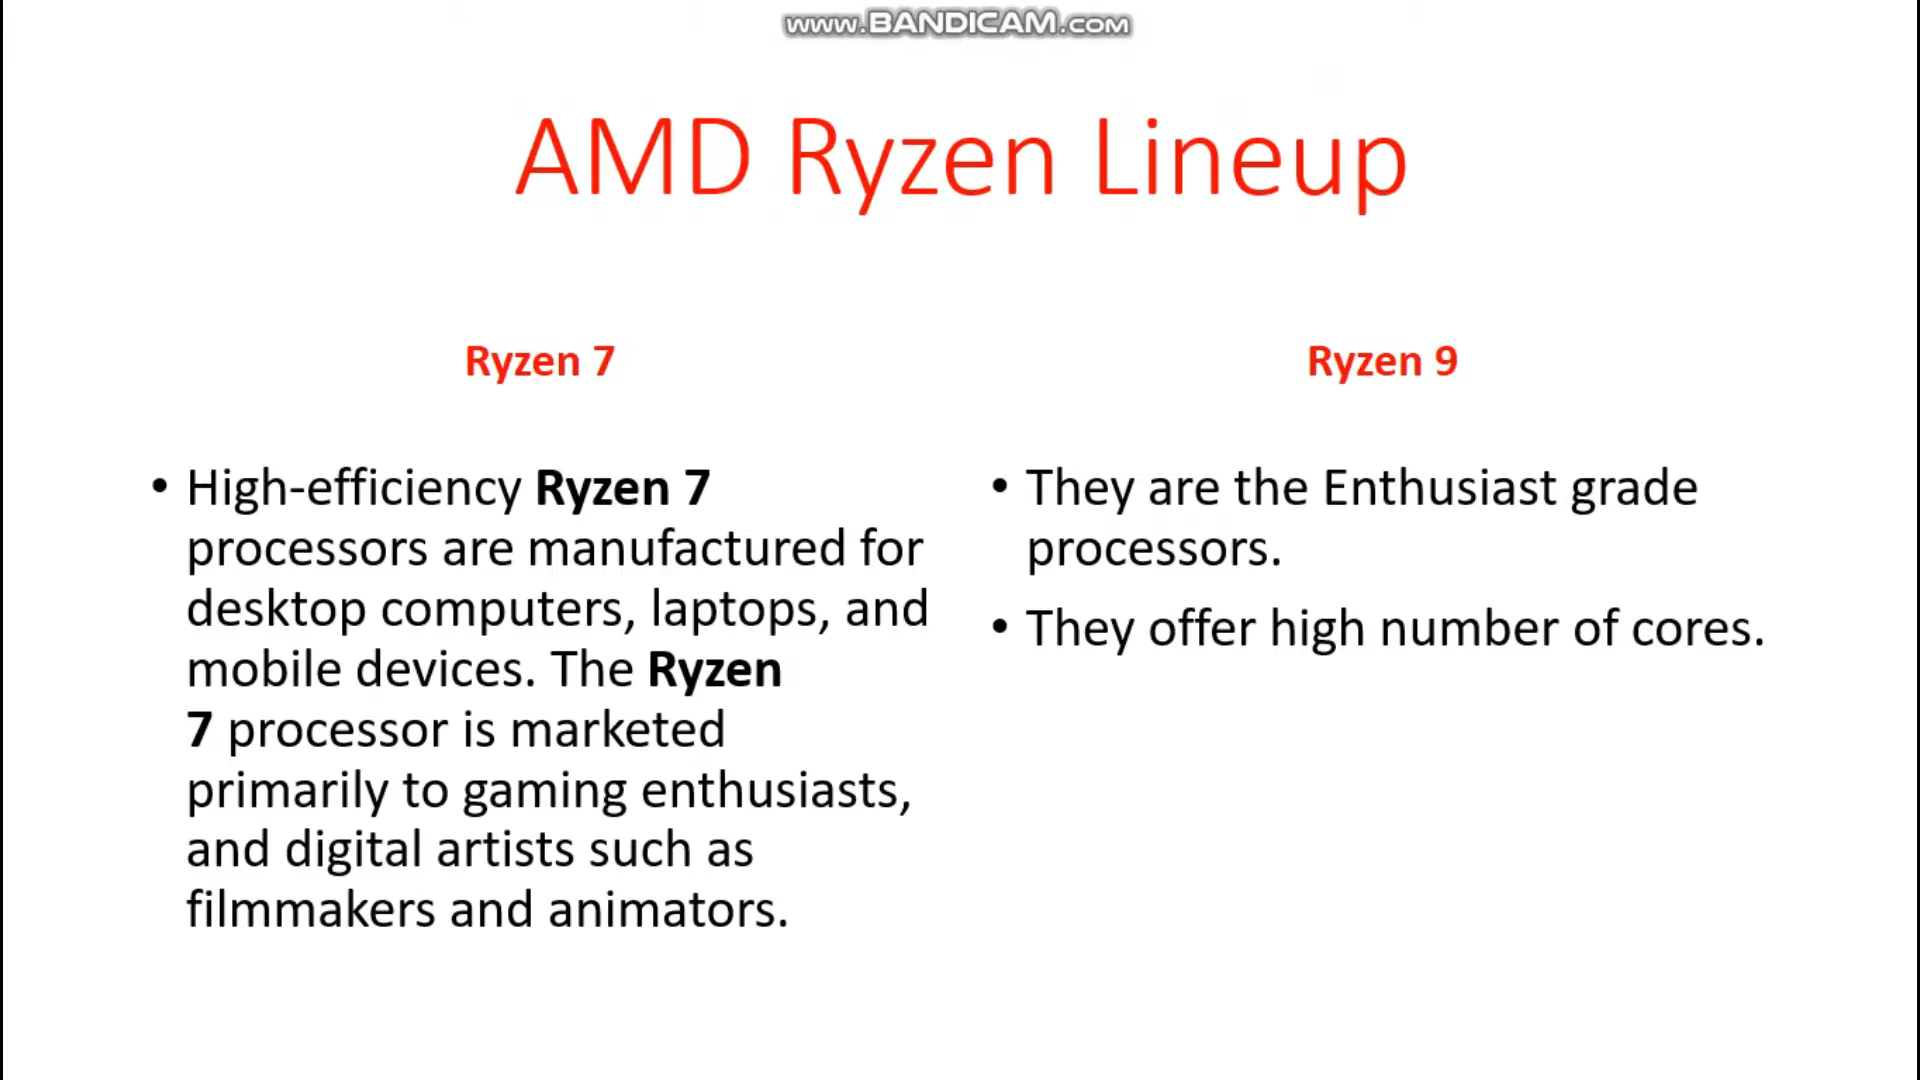 www.BANDICAM.com
AMD Ryzen Lineup
Ryzen 7
• High-efficiency Ryzen 7
processors are manufactured for
desktop computers, laptops, and
mobile devices. The Ryzen
7 processor is marketed
primarily to gaming enthusiasts,
and digital artists such as
filmmakers and animators.
Ryzen 9
• They are the Enthusiast grade
processors.
• They offer high number of cores.